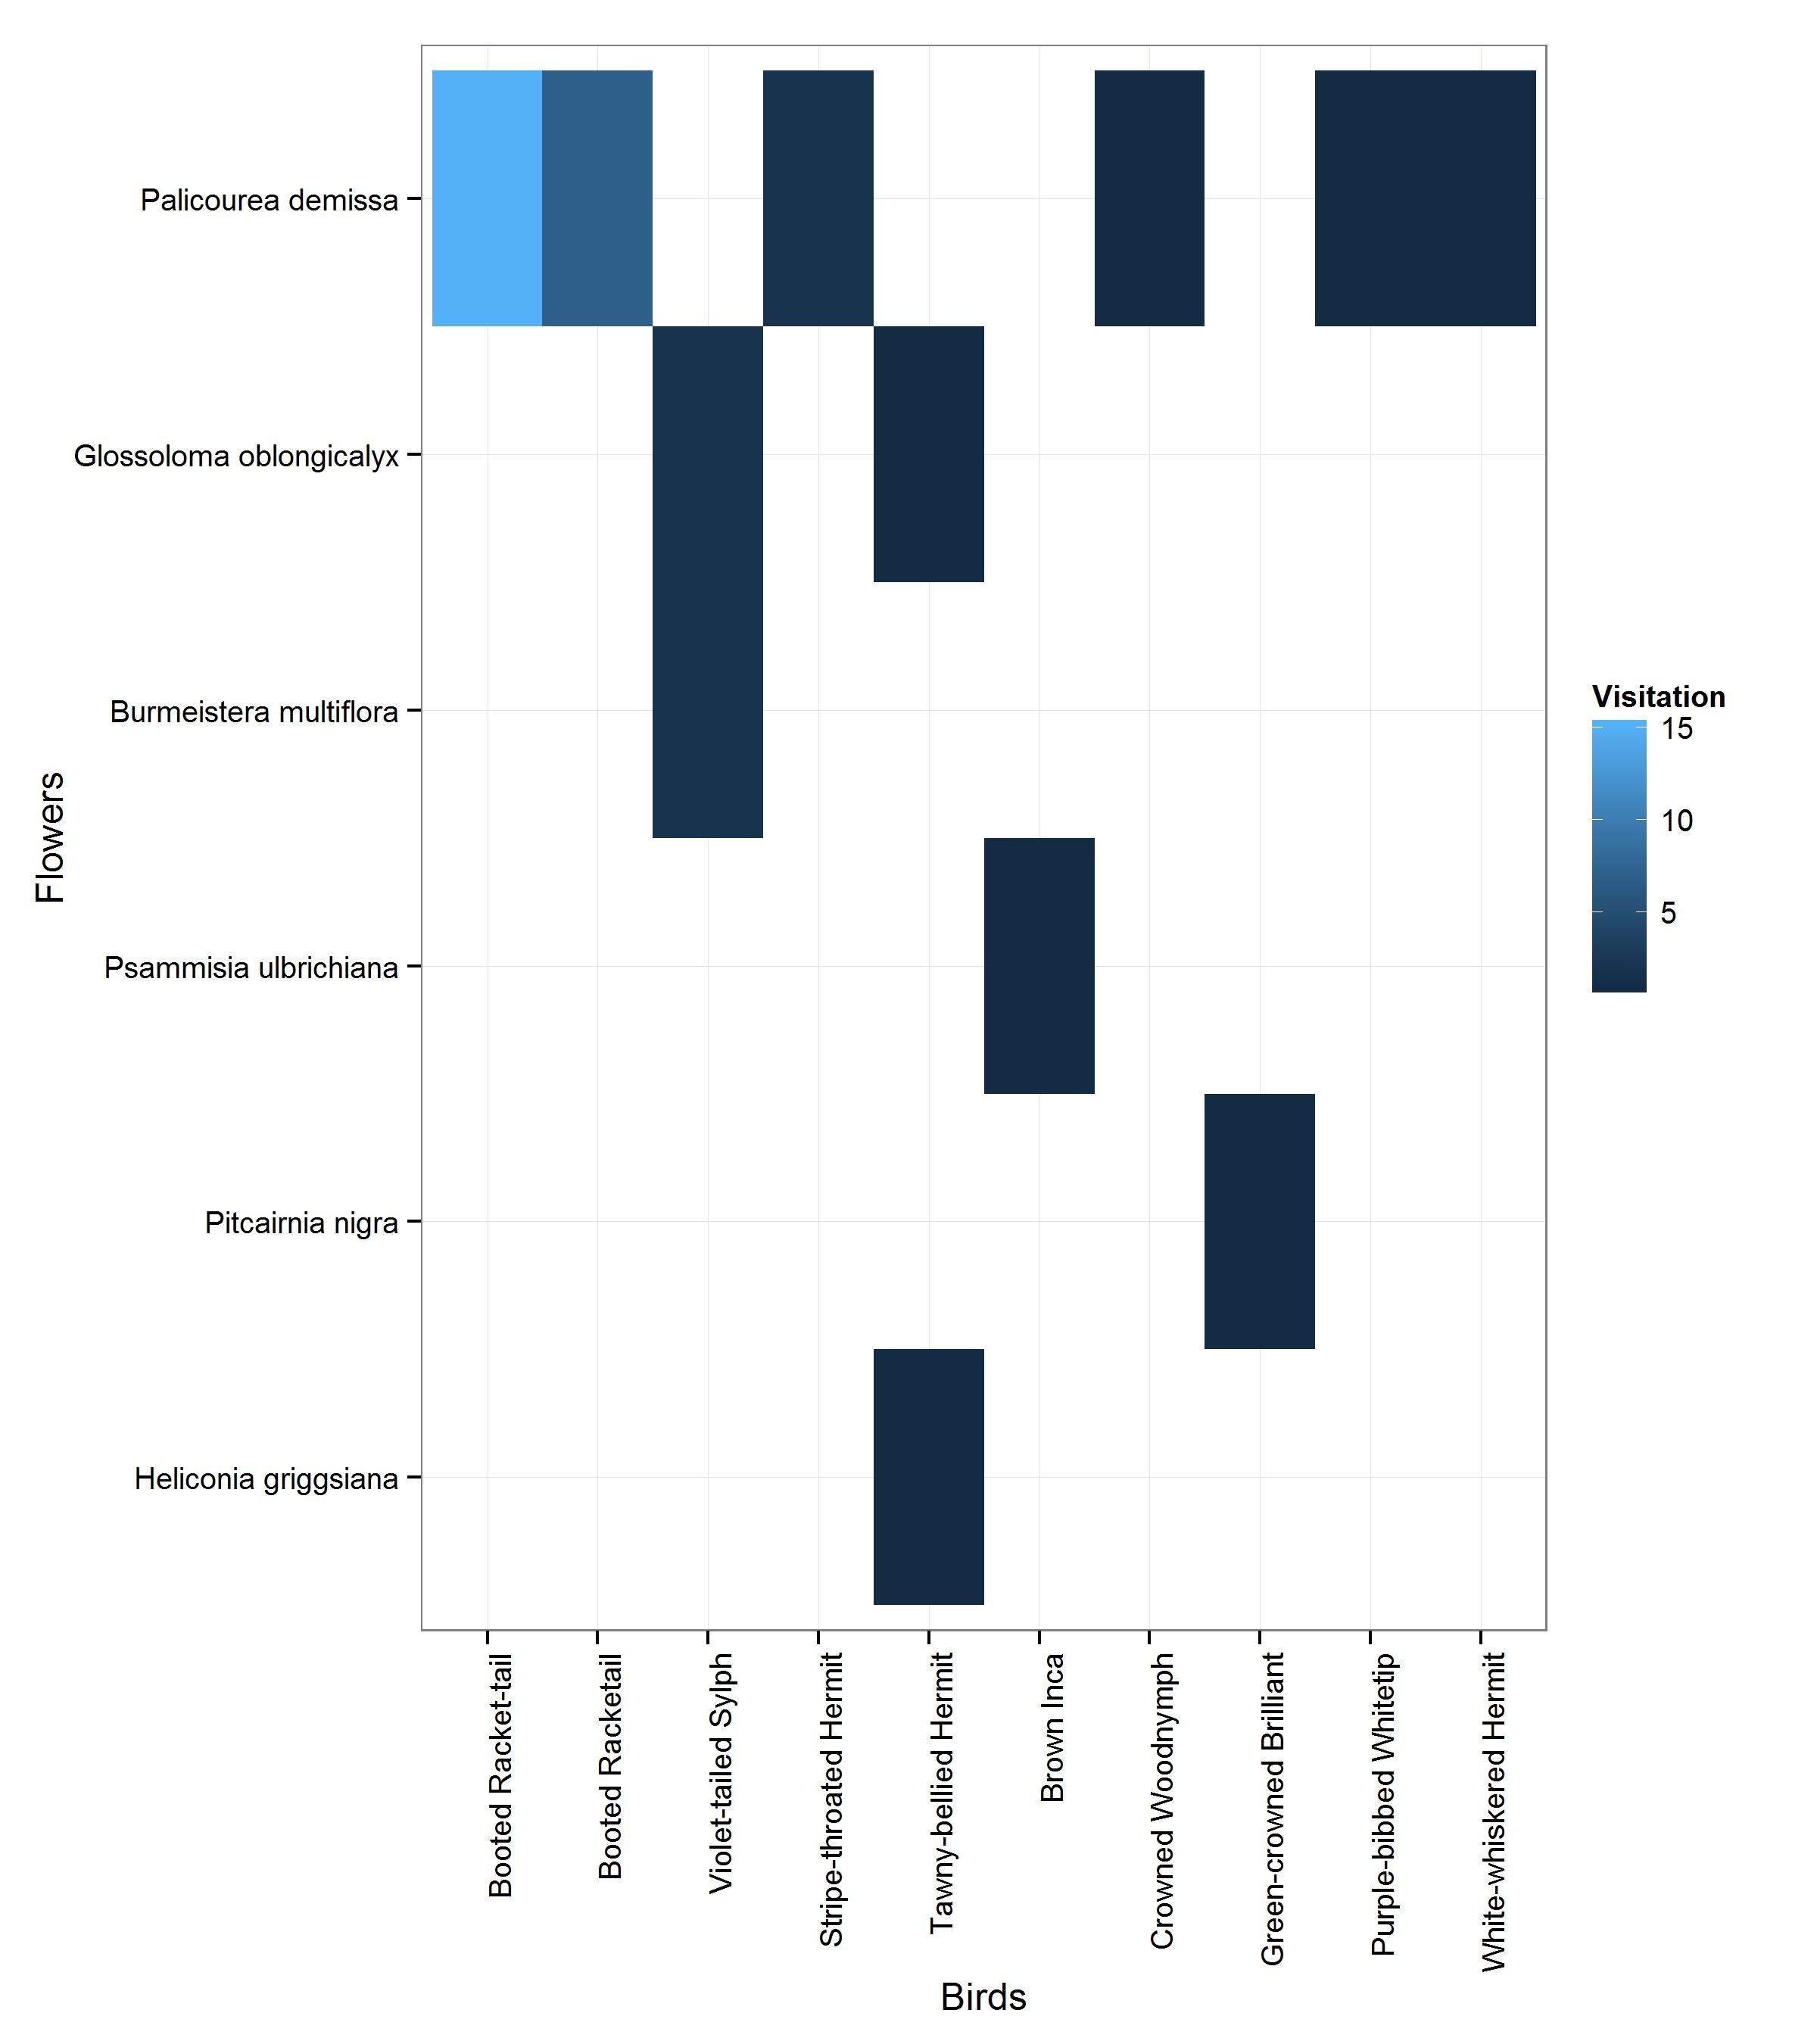 Palicourea demissa
Glossoloma oblongicalyx
Burmeistera multiflora
Psammisia ulbrichiana
Pitcairnia nigra
Heliconia griggsiana
Flowers
Booted Racket-tail
Booted Racketail
Violet-tailed Sylph
Stripe-throated Hermit
Tawny-bellied Hermit
Brown Inca
Crowned Woodnymph
Green-crowned Brilliant
Purple-bibbed Whitetip
White-whiskered Hermit
Birds
Visitation
15
10
5